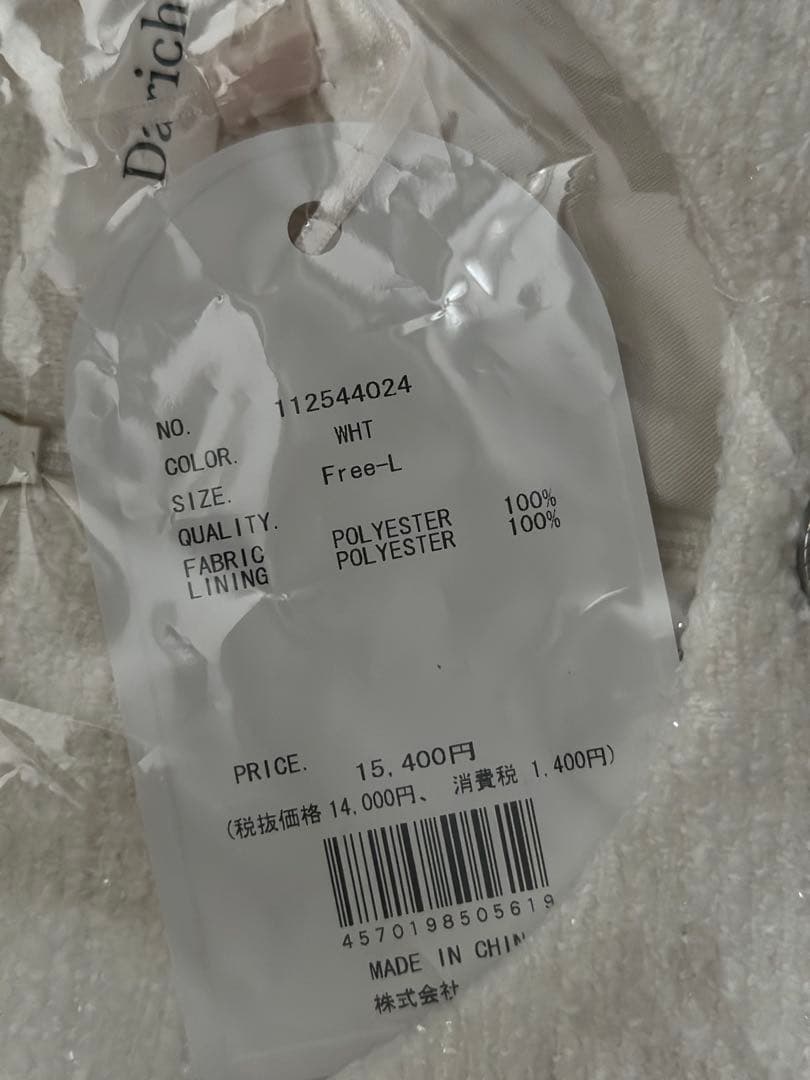 Darich
NO. 112544024
COLOR. WHT
SIZE. Free-L
QUALITY.
FABRIC POLYESTER 100%
LINING POLYESTER 100%
PRICE. 15,400円
(税抜価格 14,000円、 消費税 1,400円)
4570198505619
MADE IN CHIN
株式会社